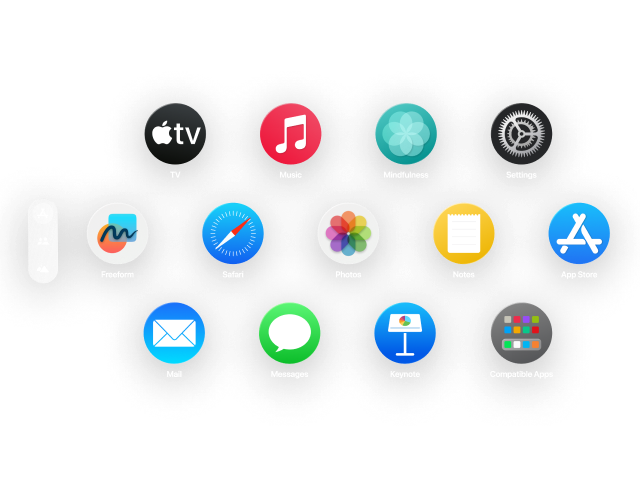 tv
TV
Music
Mindfulness
Settings
Freeform
Safari
Photos
Notes
App Store
Mail
Messages
Keynote
Compatible Apps